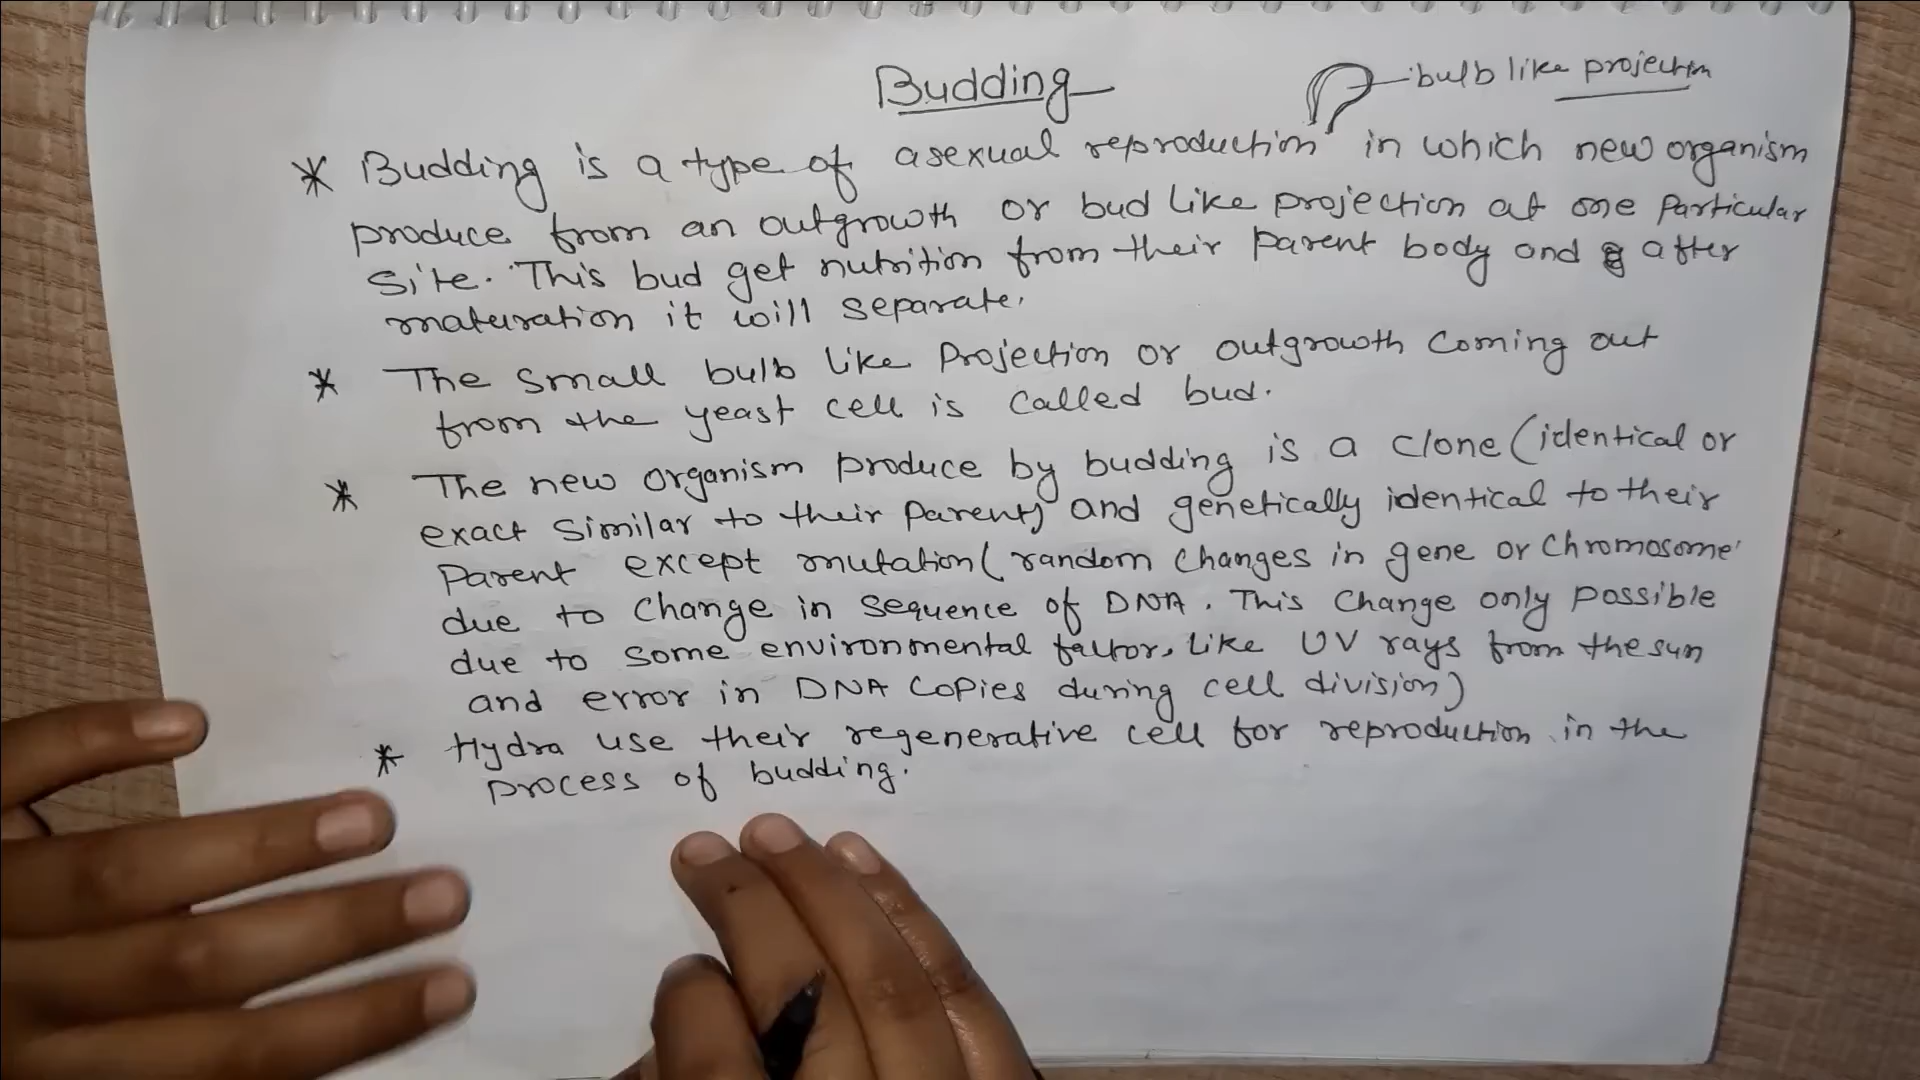 Budding
bulb like projection
* Budding is a type of asexual reproduction in which new organism
produce from an outgrowth or bud like projection at one particular
site. This bud get nutrition from their parent body and after
maturation it will separate.
* The small bulb like projection or outgrowth coming out
from the yeast cell is called bud.
* The new organism produce by budding is a clone (identical or
exact similar to their parent) and genetically identical to their
parent except mutation (random changes in gene or chromosome
due to change in sequence of DNA. This change only possible
due to some environmental factor, like UV rays from the sun
and error in DNA copies during cell division)
* Hydra use their regenerative cell for reproduction in the
process of budding.